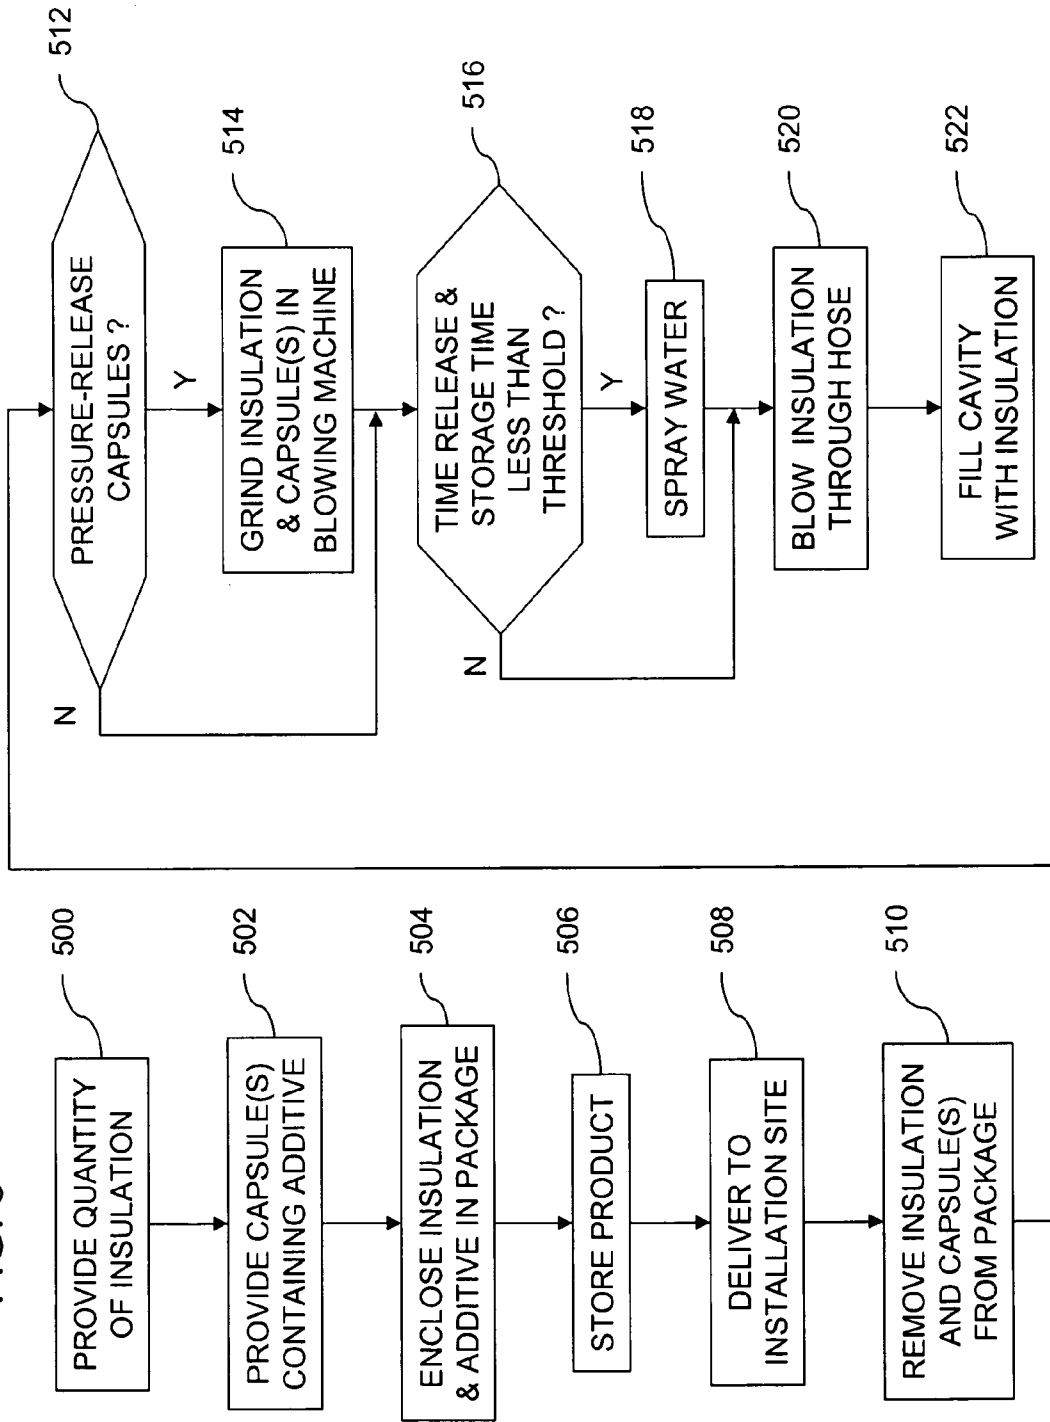 500
PROVIDE QUANTITY
OF INSULATION
502
PROVIDE CAPSULE(S)
CONTAINING ADDITIVE
504
ENCLOSE INSULATION
& ADDITIVE IN PACKAGE
506
STORE PRODUCT
508
DELIVER TO
INSTALLATION SITE
510
REMOVE INSULATION
AND CAPSULE(S)
FROM PACKAGE
512
PRESSURE-RELEASE
CAPSULES ?
N
Y
514
GRIND INSULATION
& CAPSULE(S) IN
BLOWING MACHINE
516
TIME RELEASE &
STORAGE TIME
LESS THAN
THRESHOLD ?
N
Y
518
SPRAY WATER
520
BLOW INSULATION
THROUGH HOSE
522
FILL CAVITY
WITH INSULATION